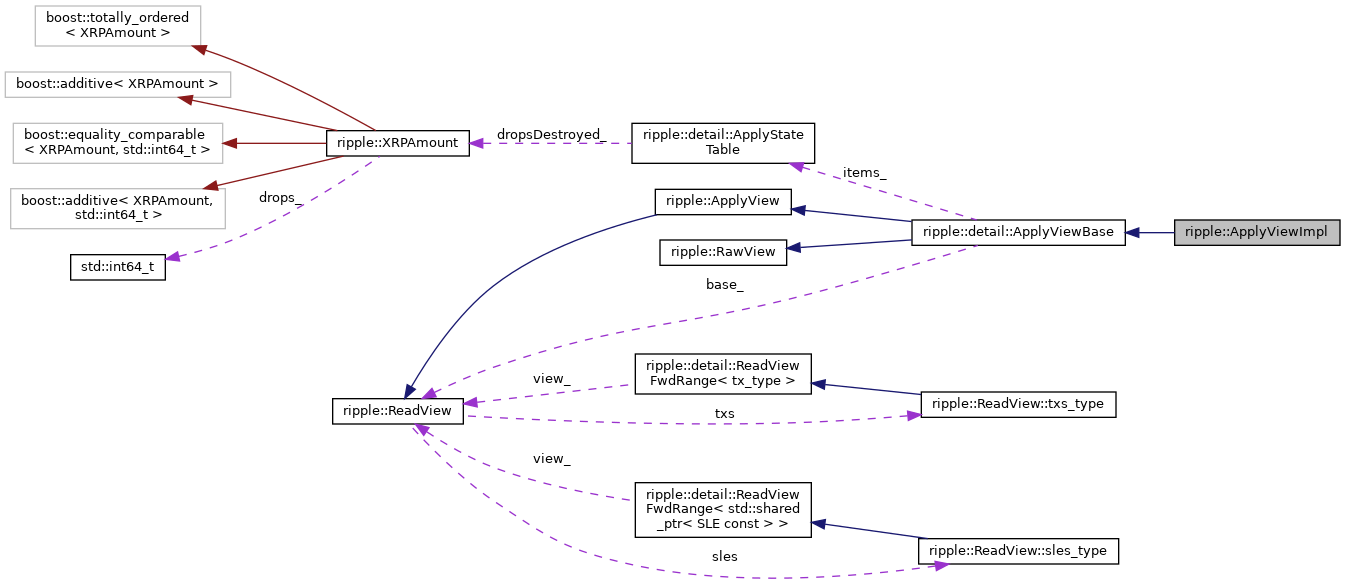 boost::totally_ordered
< XRPAmount >
boost::additive< XRPAmount >
boost::equality_comparable
< XRPAmount, std::int64_t >
boost::additive< XRPAmount,
std::int64_t >
std::int64_t
ripple::XRPAmount
drops_
dropsDestroyed_
ripple::detail::ApplyState
Table
items_
ripple::ApplyView
ripple::RawView
ripple::detail::ApplyViewBase
ripple::ApplyViewImpl
base_
ripple::ReadView
view_
ripple::detail::ReadView
FwdRange< tx_type >
txs
ripple::ReadView::txs_type
view_
ripple::detail::ReadView
FwdRange< std::shared
_ptr< SLE const > >
sles
ripple::ReadView::sles_type